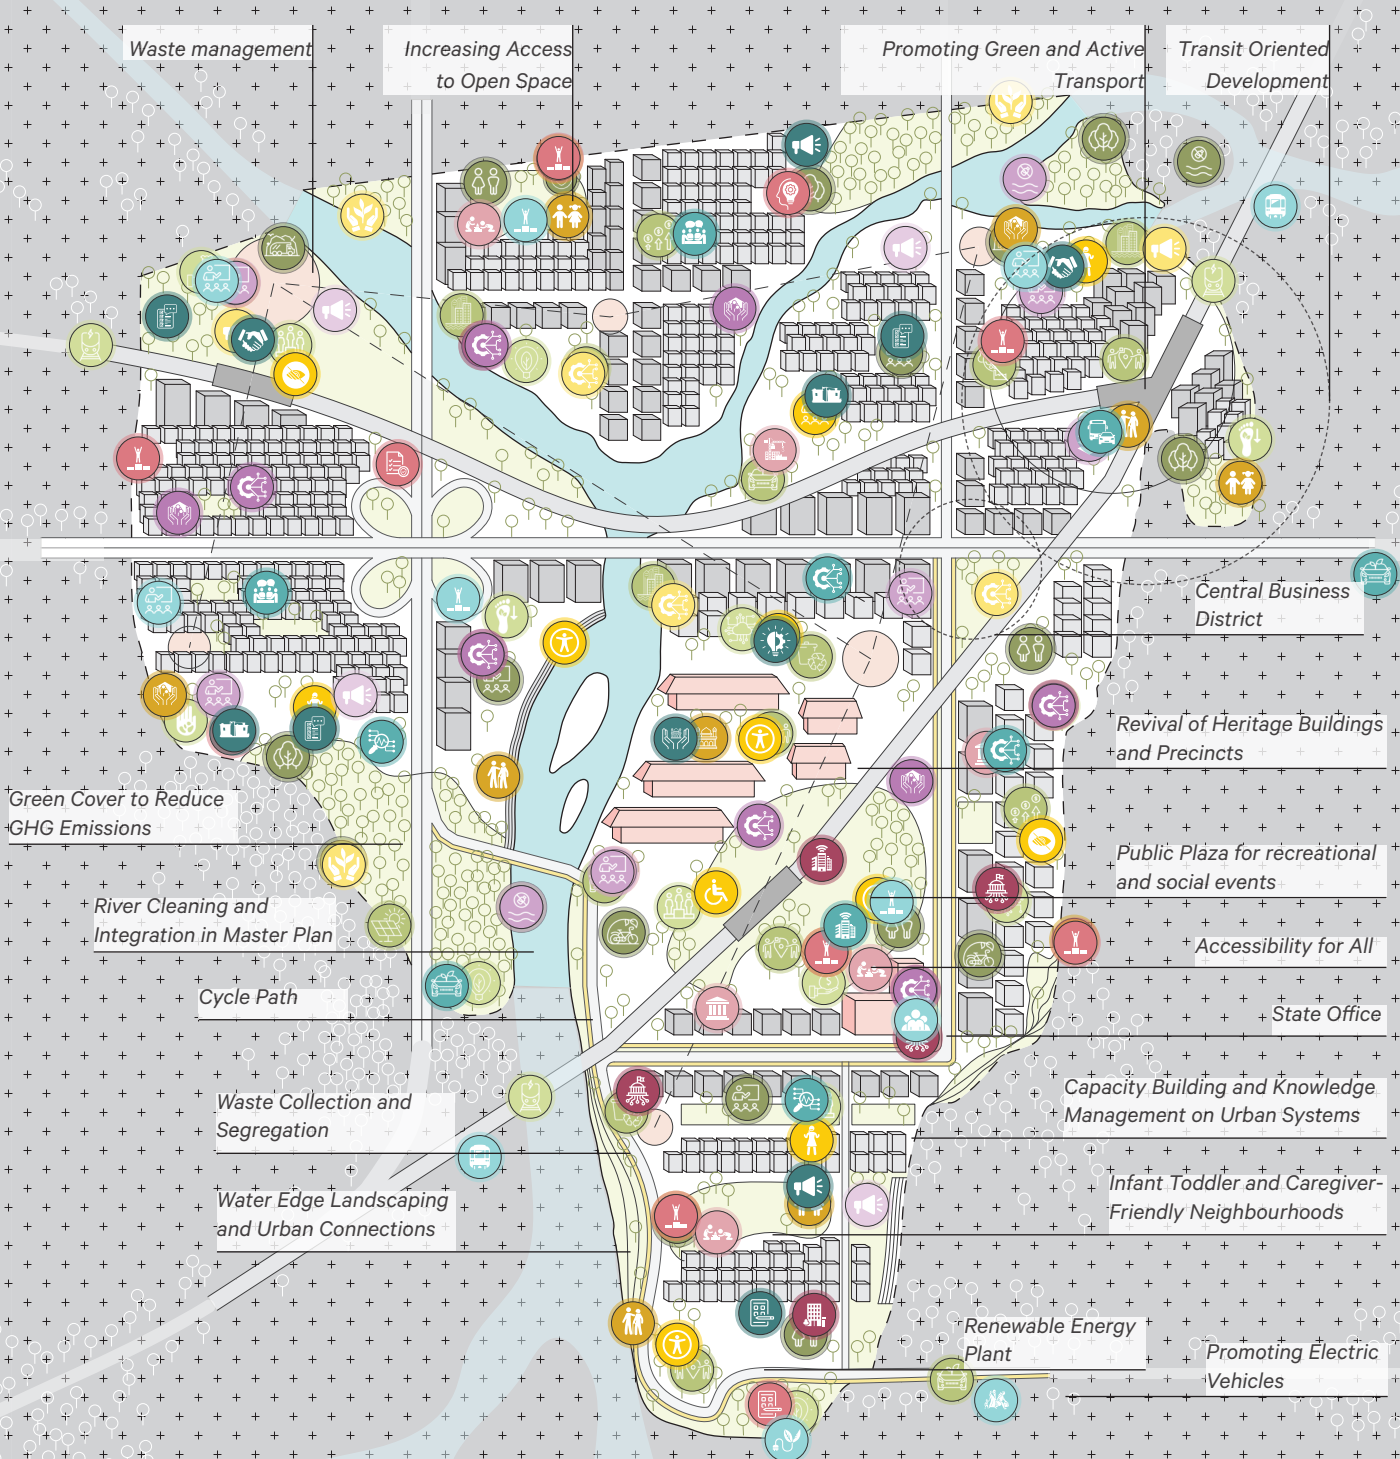 Waste management
Increasing Access
to Open Space
Promoting Green and Active
Transport
Transit Oriented
Development
Central Business
District
Revival of Heritage Buildings
and Precincts
Green Cover to Reduce
GHG Emissions
Public Plaza for recreational
and social events
River Cleaning and
Integration in Master Plan
Accessibility for All
Cycle Path
State Office
Waste Collection and
Segregation
Capacity Building and Knowledge
Management on Urban Systems
Water Edge Landscaping
and Urban Connections
Infant Toddler and Caregiver-
Friendly Neighbourhoods
Renewable Energy
Plant
Promoting Electric
Vehicles